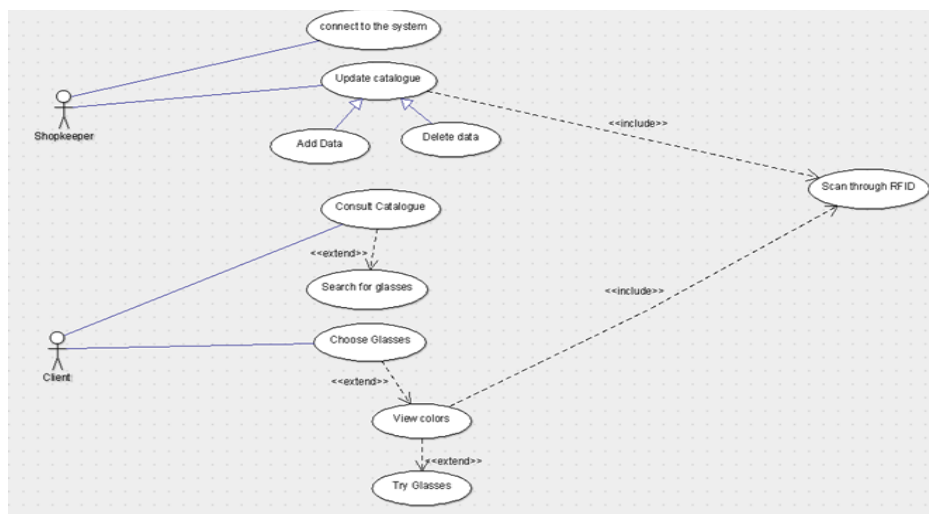 connect to the system
Update catalogue
Shopkeeper
Add Data
Delete data
<<include>>
Scan through RFID
Consult Catalogue
<<extend>>
Search for glasses
<<include>>
Choose Glasses
Client
<<extend>>
View colors
<<extend>>
Try Glasses